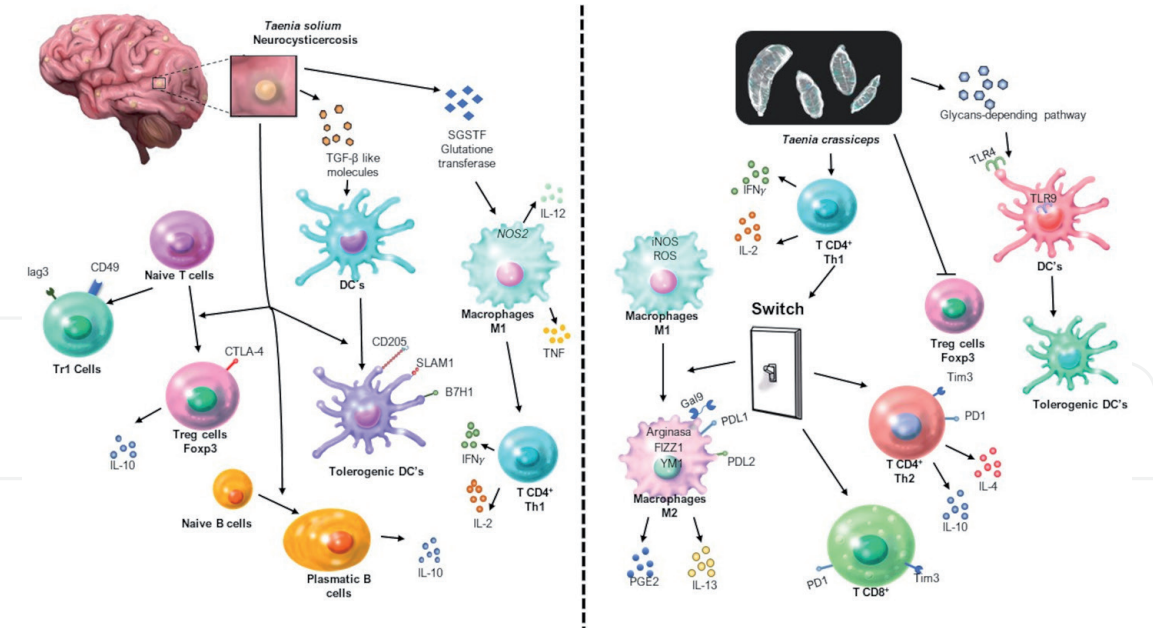 Taenia solium
Neurocysticercosis
SGSTF
Glutatione
transferase
TGF-β like
molecules
IL-12
NOS2
Naive T cells
lag3
CD49
DC's
Macrophages
M1
TNF
Tr1 Cells
CTLA-4
CD205
SLAM1
B7H1
Treg cells
Foxp3
IL-10
Tolerogenic DC's
IFNγ
T CD4+
Th1
IL-2
Naive B cells
IL-10
Plasmatic B
cells
Taenia crassiceps
Glycans-depending pathway
TLR4
TLR9
IFNγ
IL-2
T CD4+
Th1
iNOS
ROS
DC's
Macrophages
M1
Switch
Treg cells
Foxp3
Tim3
Tolerogenic DC's
Gal9
PDL1
PD1
Arginasa
FIZZ1
YM1
PDL2
T CD4+
Th2
IL-4
Macrophages
M2
IL-10
PGE2
IL-13
PD1
Tim3
T CD8+